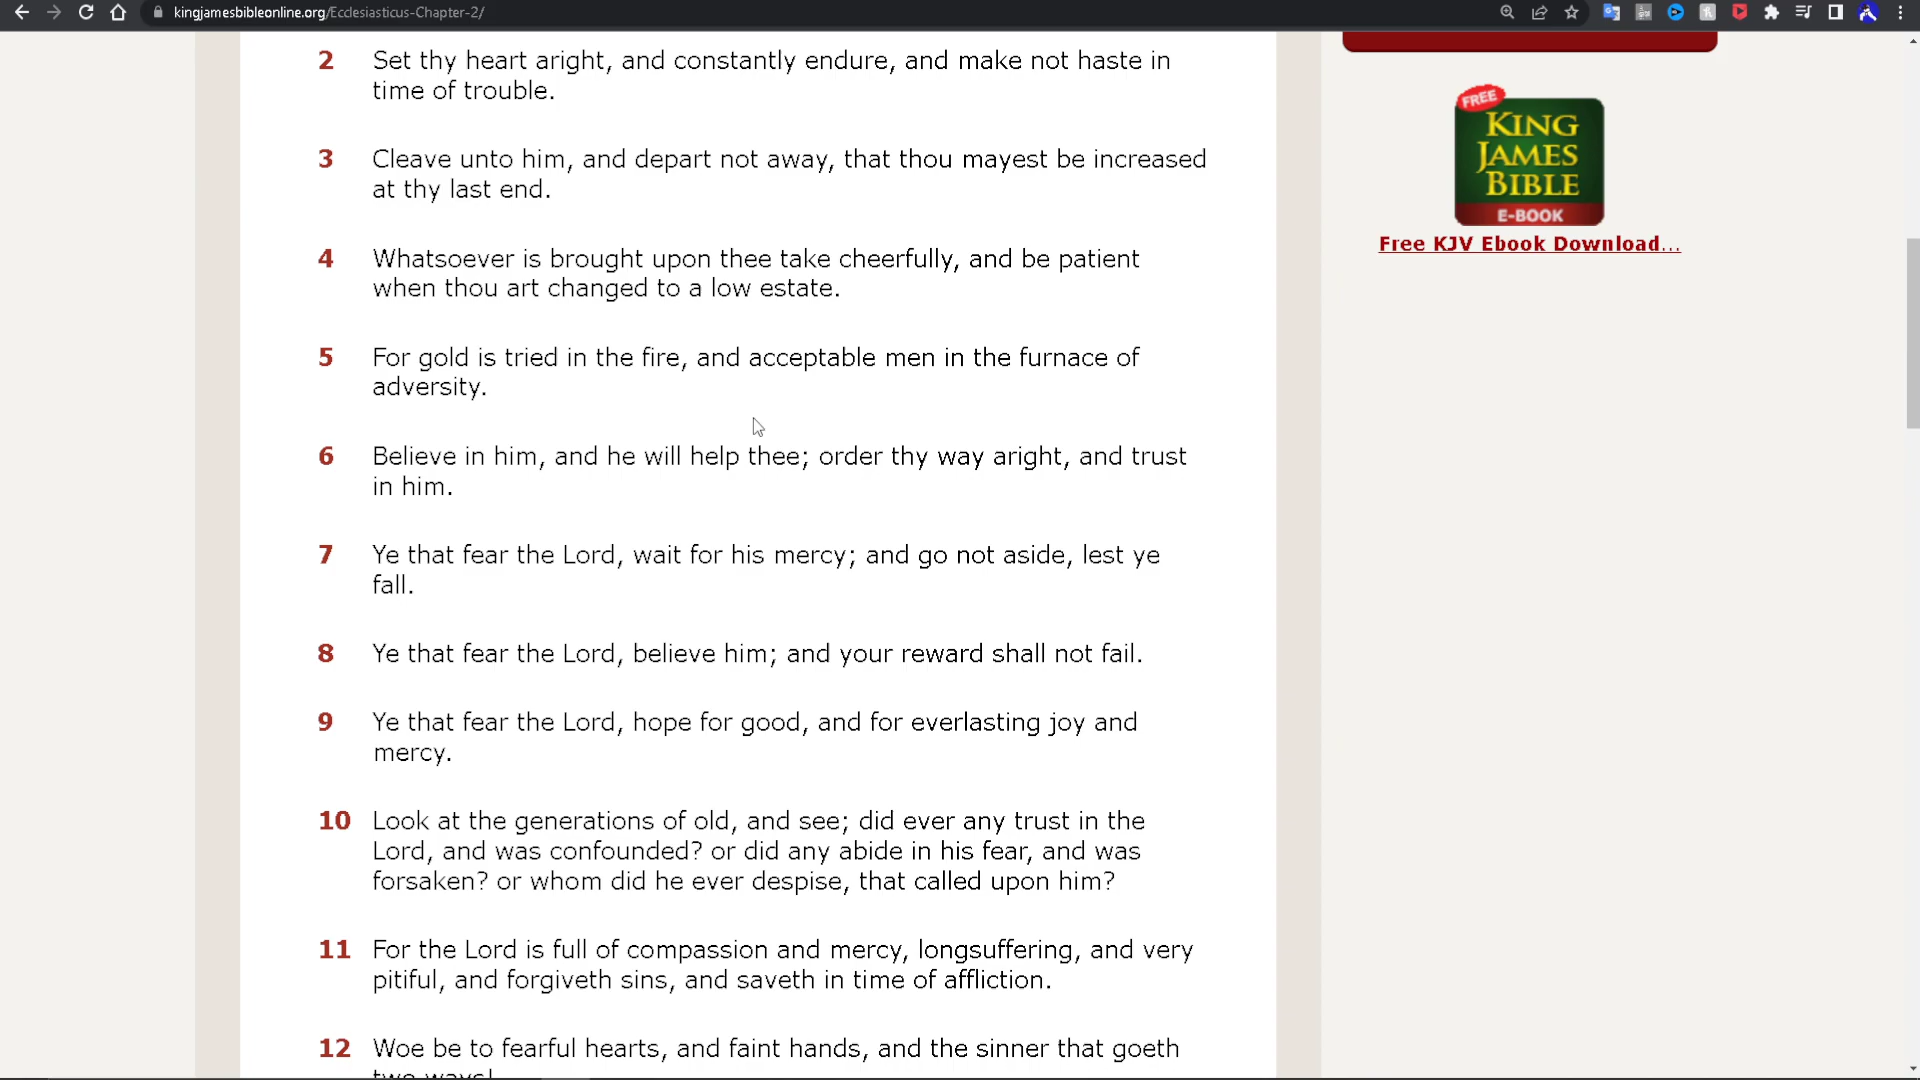 kingjamesbibleonline.org/Ecclesiasticus-Chapter-2/
2 Set thy heart aright, and constantly endure, and make not haste in
time of trouble.
3 Cleave unto him, and depart not away, that thou mayest be increased
at thy last end.
4 Whatsoever is brought upon thee take cheerfully, and be patient
when thou art changed to a low estate.
5 For gold is tried in the fire, and acceptable men in the furnace of
adversity.
6 Believe in him, and he will help thee; order thy way aright, and trust
in him.
7 Ye that fear the Lord, wait for his mercy; and go not aside, lest ye
fall.
8 Ye that fear the Lord, believe him; and your reward shall not fail.
9 Ye that fear the Lord, hope for good, and for everlasting joy and
mercy.
10 Look at the generations of old, and see; did ever any trust in the
Lord, and was confounded? or did any abide in his fear, and was
forsaken? or whom did he ever despise, that called upon him?
11 For the Lord is full of compassion and mercy, longsuffering, and very
pitiful, and forgiveth sins, and saveth in time of affliction.
12 Woe be to fearful hearts, and faint hands, and the sinner that goeth
two ways!
FREE
KING
JAMES
BIBLE
E-BOOK
Free KJV Ebook Download...